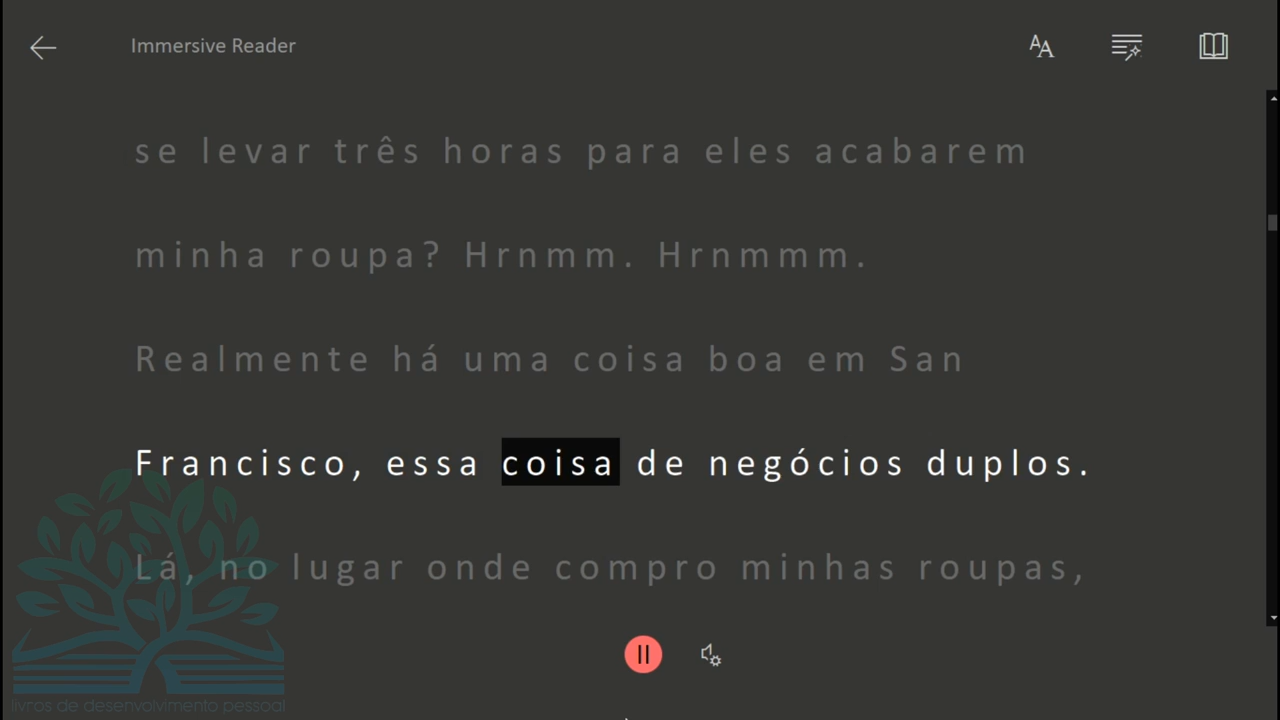 Immersive Reader
se levar três horas para eles acabarem
minha roupa? Hrnmm. Hrnmmm.
Realmente há uma coisa boa em San
Francisco, essa coisa de negócios duplos.
Lá, no lugar onde compro minhas roupas,
livros de desenvolvimento pessoal